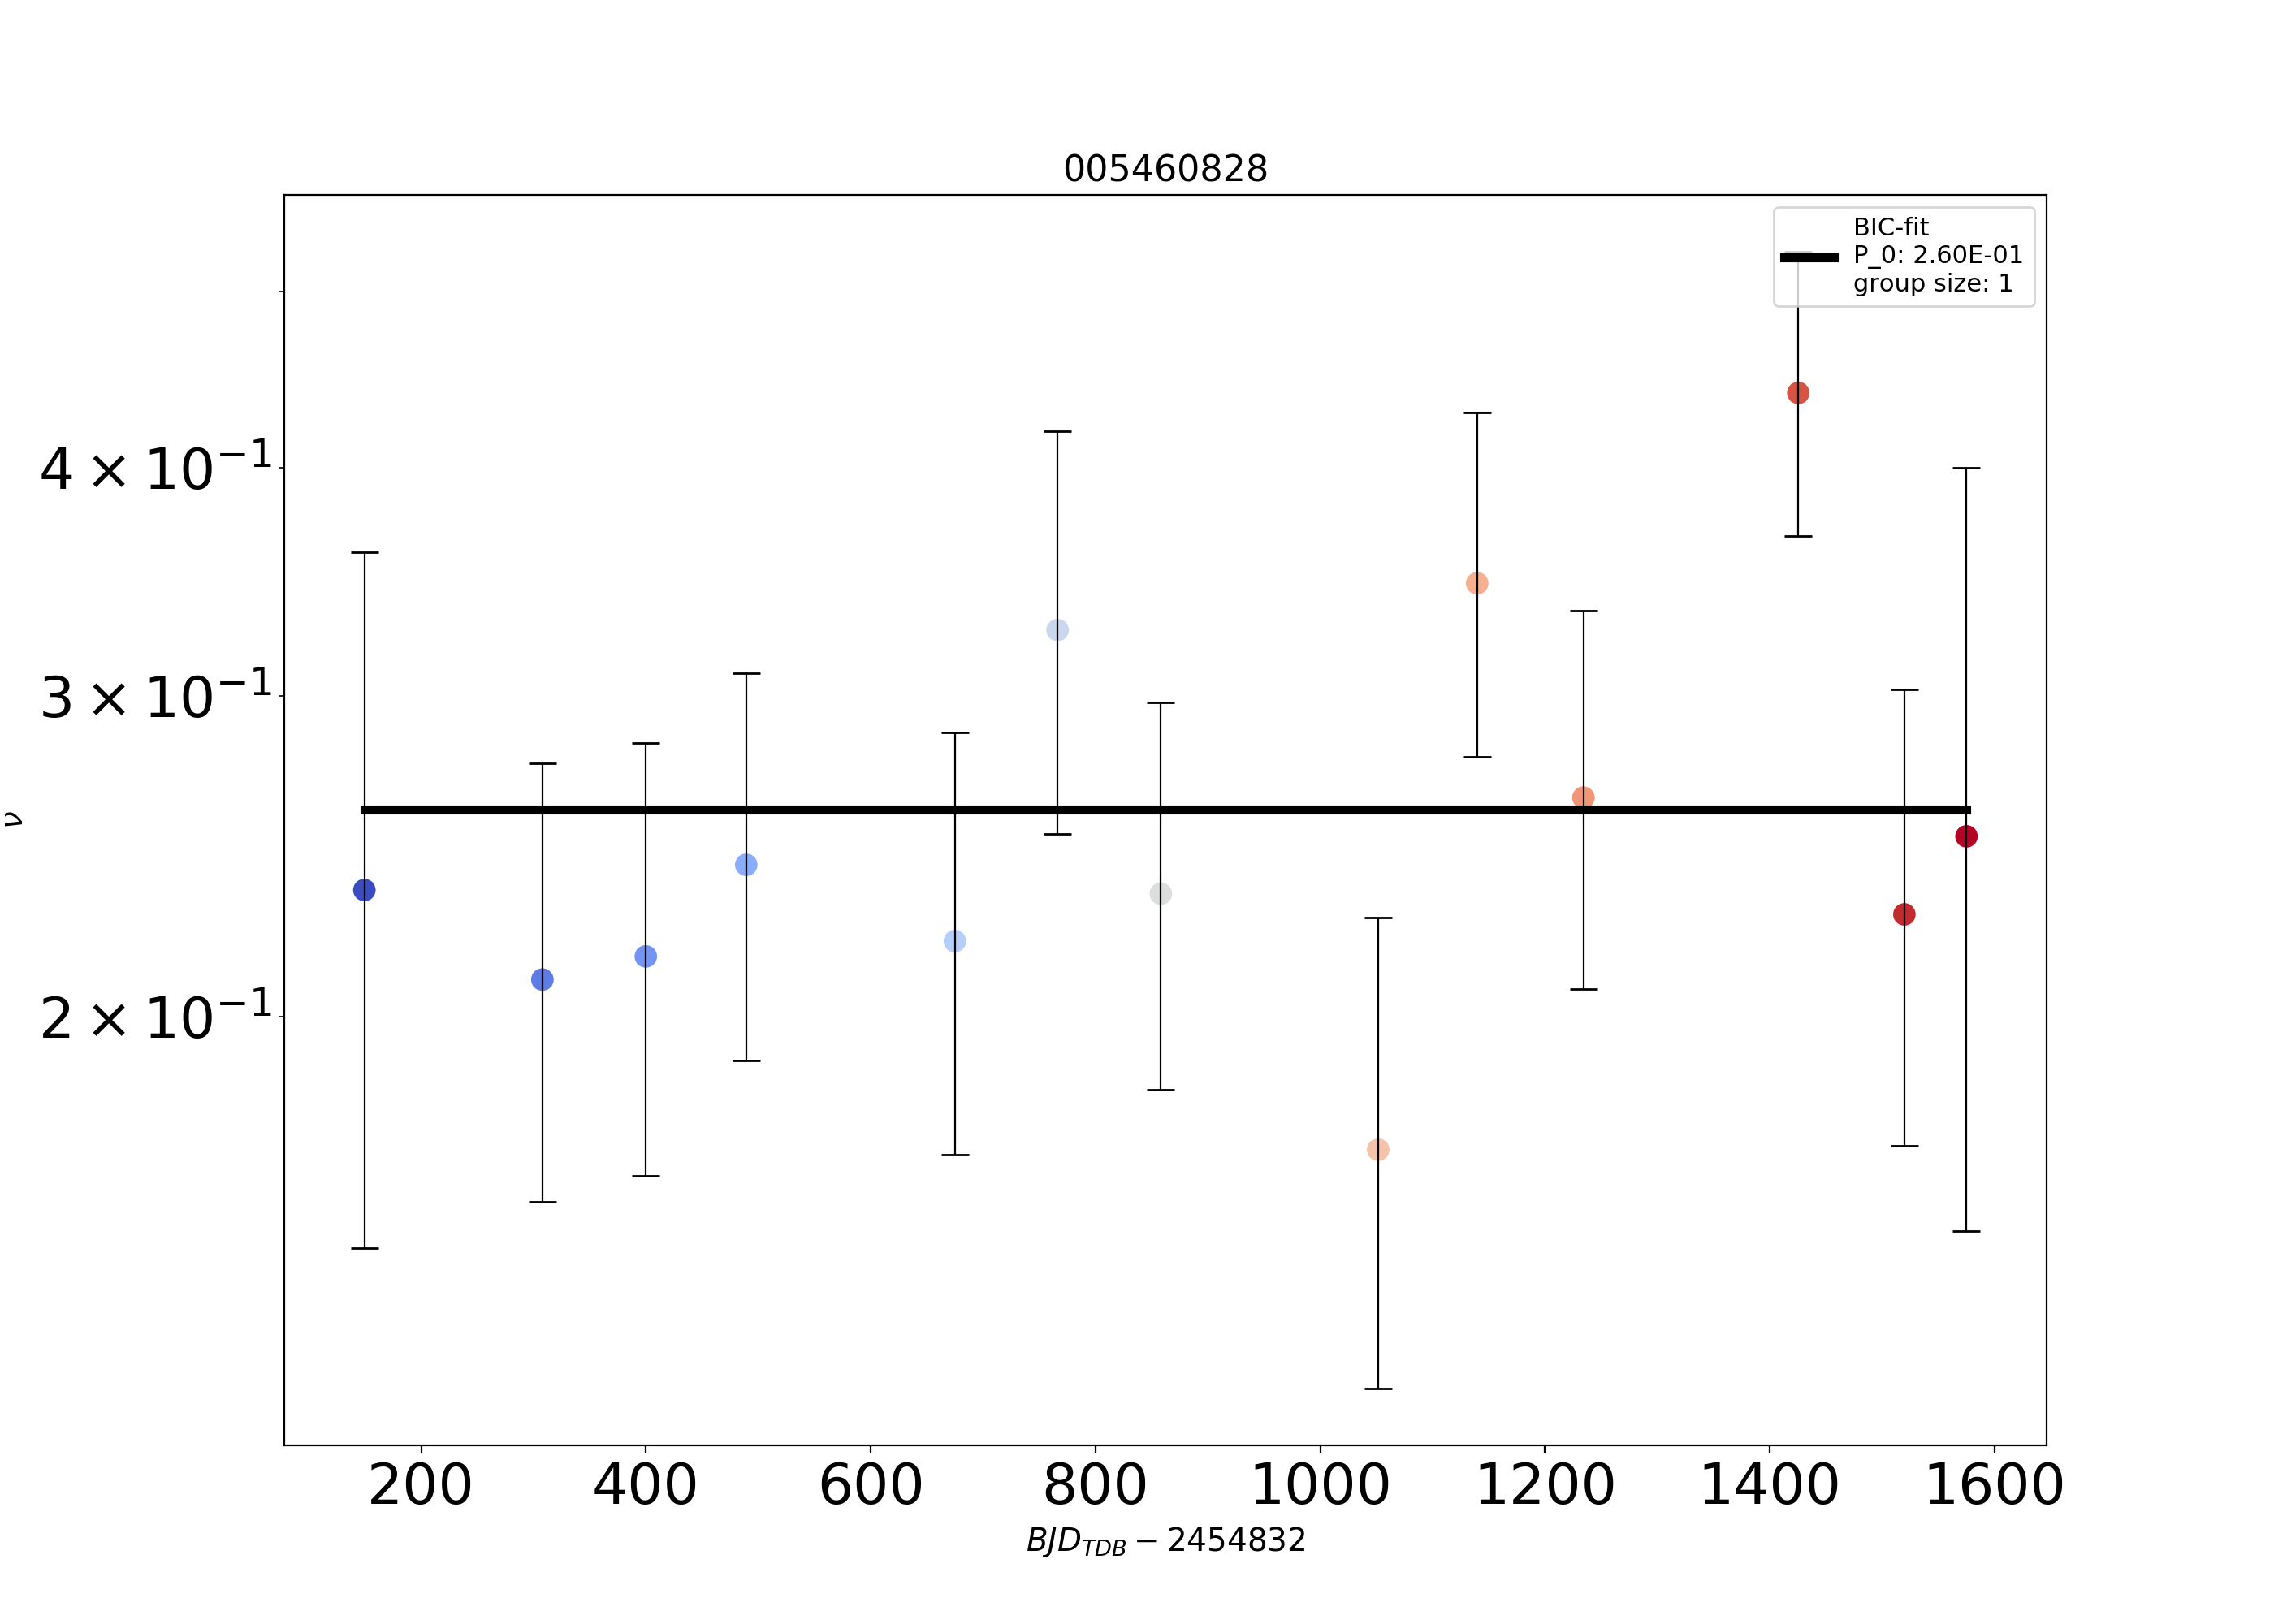 005460828
BIC-fit
P_0: 2.60E-01
group size: 1
4 × 10⁻¹
3 × 10⁻¹
2 × 10⁻¹
ν
200 400 600 800 1000 1200 1400 1600
BJD_TDB − 2454832